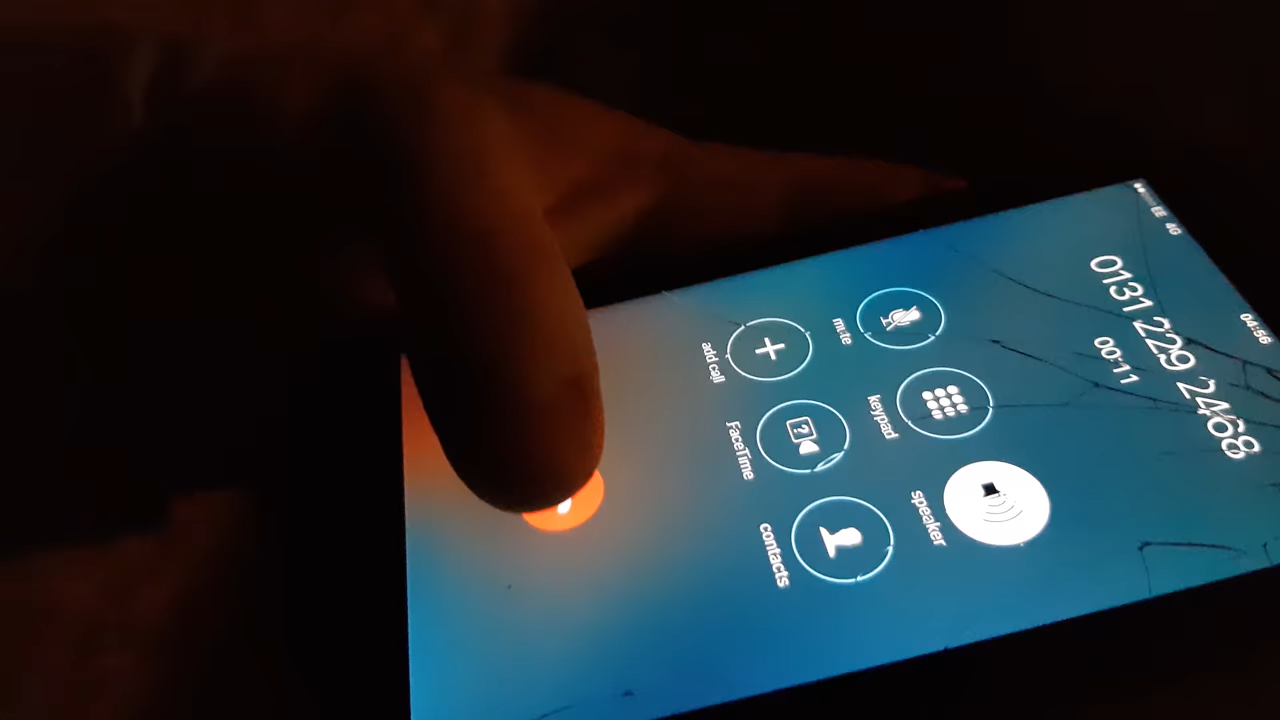 EE 4G
04:56
0131 229 2468
00:11
mute
keypad
speaker
add call
FaceTime
contacts